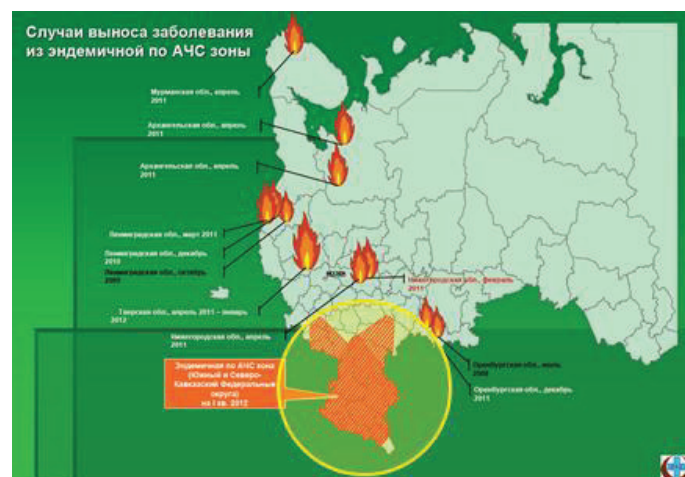 Случаи выноса заболевания
из эндемичной по АЧС зоны
Мурманская обл., апрель
2011
Архангельская обл., апрель
2011
Архангельская обл., апрель
2011
Ленинградская обл., март 2011
Ленинградская обл., декабрь
2010
Ленинградская обл., октябрь
2009
Тверская обл., апрель 2011 – январь
2012
Нижегородская обл., апрель
2011
Нижегородская обл., февраль
2011
Оренбургская обл., июль
Оренбургская обл., декабрь
2011
Эндемичная по АЧС зона
(Южный и Северо-
Кавказский Федеральные
округа)
на I кв. 2012